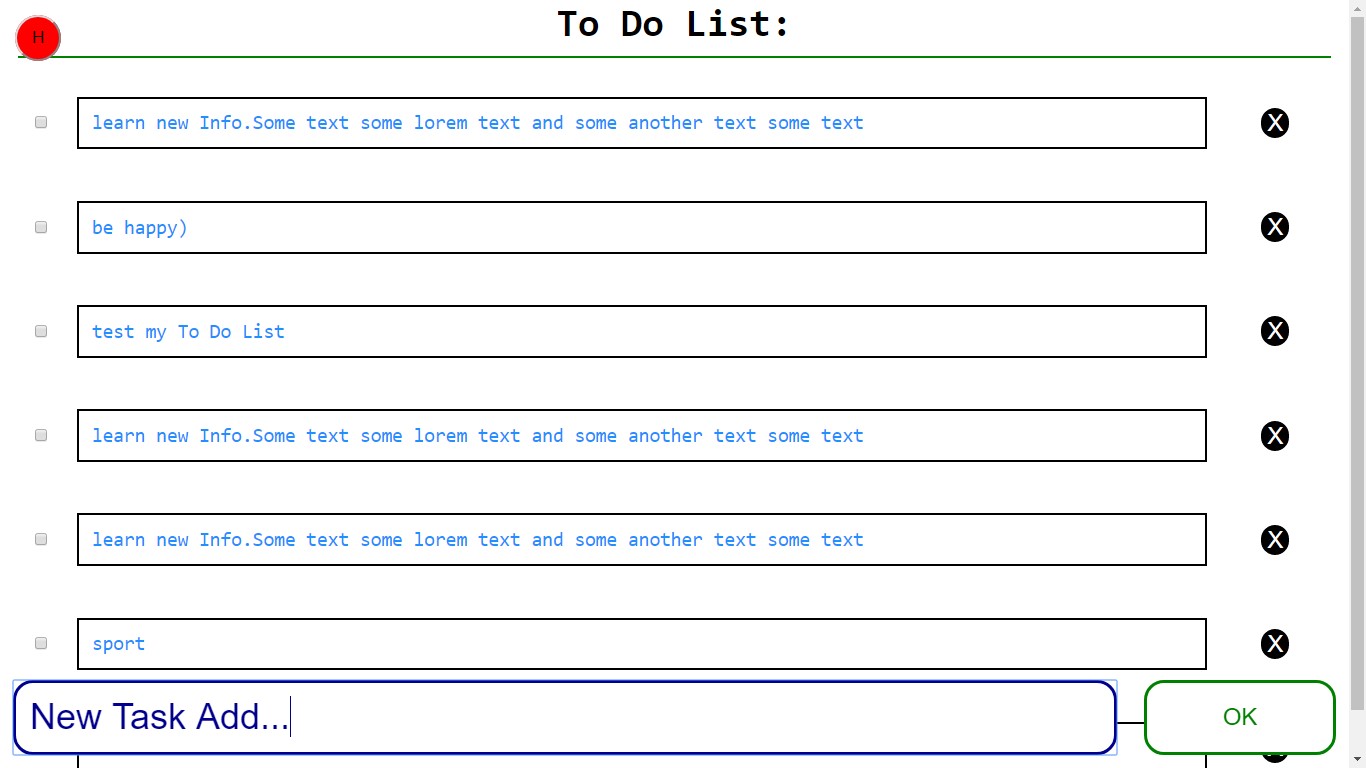 H
To Do List:
learn new Info.Some text some lorem text and some another text some text
X
be happy)
X
test my To Do List
X
learn new Info.Some text some lorem text and some another text some text
X
learn new Info.Some text some lorem text and some another text some text
X
sport
X
New Task Add...
OK